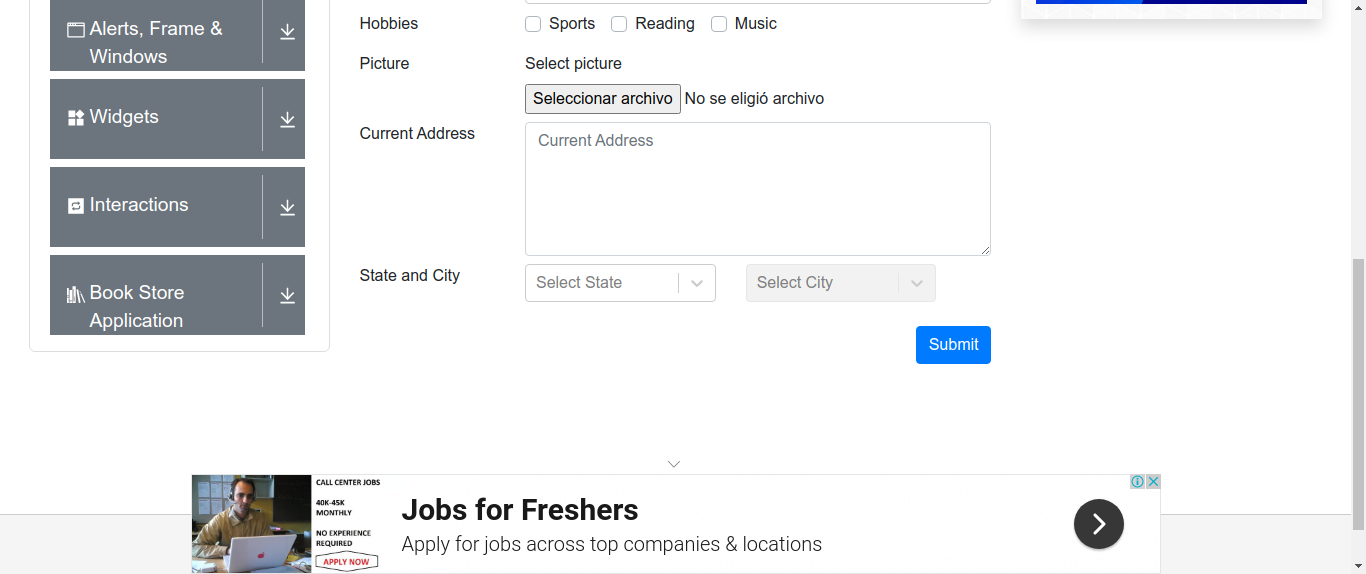 Alerts, Frame &
Windows
Widgets
Interactions
Book Store
Application
Hobbies
Sports
Reading
Music
Picture
Select picture
Seleccionar archivo No se eligió archivo
Current Address
Current Address
State and City
Select State
Select City
Submit
CALL CENTER JOBS
40K-45K
MONTHLY
NO EXPERIENCE
REQUIRED
APPLY NOW
Jobs for Freshers
Apply for jobs across top companies & locations